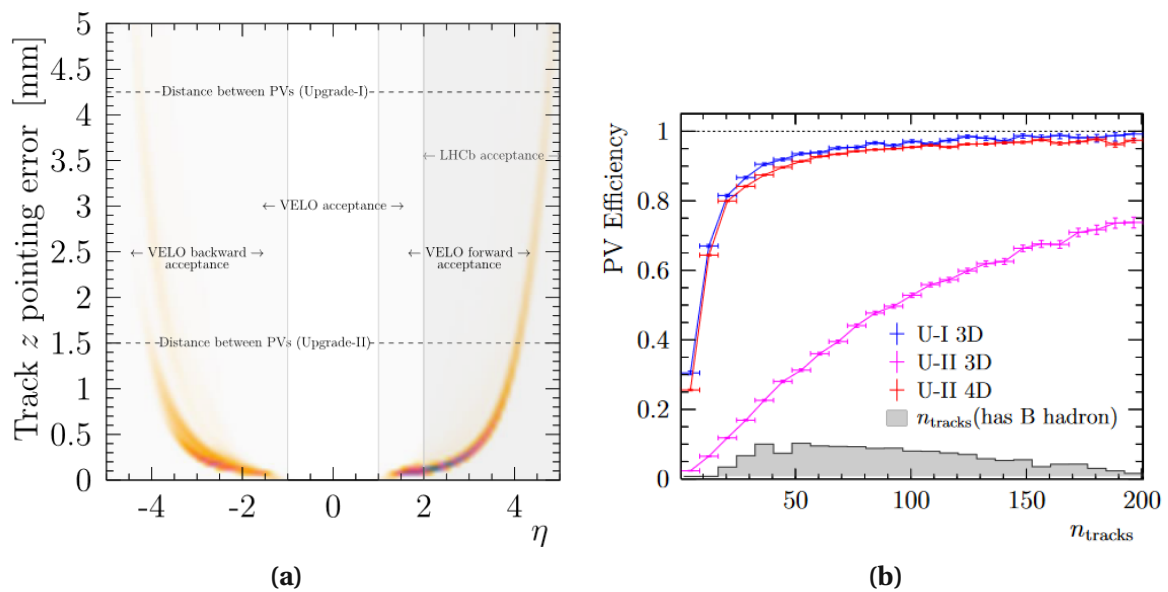 5
4.5
4
3.5
3
2.5
2
1.5
1
0.5
0
Track z pointing error [mm]
Distance between PVs (Upgrade-I)
← LHCb acceptance →
← VELO acceptance →
← VELO backward →
acceptance
← VELO forward →
acceptance
Distance between PVs (Upgrade-II)
-4 -2 0 2 4
η
(a)
1
0.8
0.6
0.4
0.2
0
PV Efficiency
U-I 3D
U-II 3D
U-II 4D
n_tracks(has B hadron)
50 100 150 200
n_tracks
(b)